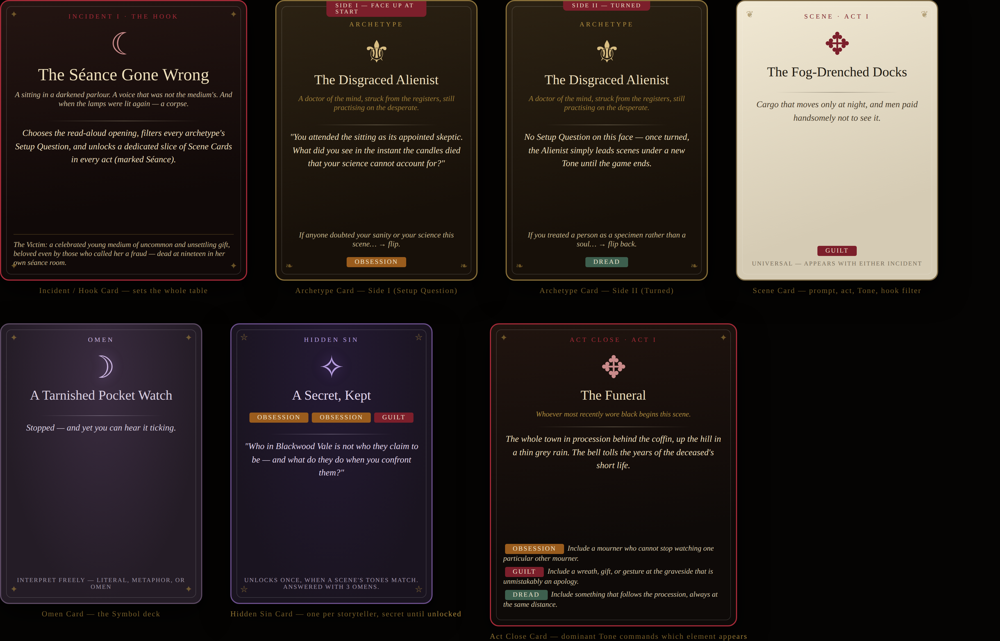 INCIDENT I · THE HOOK
The Séance Gone Wrong
A sitting in a darkened parlour. A voice that was not the medium's. And
when the lamps were lit again — a corpse.
Chooses the read-aloud opening, filters every archetype's
Setup Question, and unlocks a dedicated slice of Scene Cards
in every act (marked Séance).
The Victim: a celebrated young medium of uncommon and unsettling gift,
beloved even by those who called her a fraud — dead at nineteen in her
own séance room.
Incident / Hook Card — sets the whole table
SIDE I — FACE UP AT
START
ARCHETYPE
The Disgraced Alienist
A doctor of the mind, struck from the registers, still
practising on the desperate.
"You attended the sitting as its appointed skeptic.
What did you see in the instant the candles died
that your science cannot account for?"
If anyone doubted your sanity or your science this
scene… → flip.
OBSESSION
Archetype Card — Side I (Setup Question)
SIDE II — TURNED
ARCHETYPE
The Disgraced Alienist
A doctor of the mind, struck from the registers, still
practising on the desperate.
No Setup Question on this face — once turned,
the Alienist simply leads scenes under a new
Tone until the game ends.
If you treated a person as a specimen rather than a
soul… → flip back.
DREAD
Archetype Card — Side II (Turned)
SCENE · ACT I
The Fog-Drenched Docks
Cargo that moves only at night, and men paid
handsomely not to see it.
GUILT
UNIVERSAL — APPEARS WITH EITHER INCIDENT
Scene Card — prompt, act, Tone, hook filter
OMEN
A Tarnished Pocket Watch
Stopped — and yet you can hear it ticking.
INTERPRET FREELY — LITERAL, METAPHOR, OR
OMEN
Omen Card — the Symbol deck
HIDDEN SIN
A Secret, Kept
OBSESSION OBSESSION GUILT
"Who in Blackwood Vale is not who they claim to
be — and what do they do when you confront
them?"
UNLOCKS ONCE, WHEN A SCENE'S TONES MATCH.
ANSWERED WITH 3 OMENS.
Hidden Sin Card — one per storyteller, secret until unlocked
ACT CLOSE · ACT I
The Funeral
Whoever most recently wore black begins this scene.
The whole town in procession behind the coffin, up the hill in
a thin grey rain. The bell tolls the years of the deceased's
short life.
OBSESSION Include a mourner who cannot stop watching one
particular other mourner.
GUILT Include a wreath, gift, or gesture at the graveside that is
unmistakably an apology.
DREAD Include something that follows the procession, always at
the same distance.
Act Close Card — dominant Tone commands which element appears